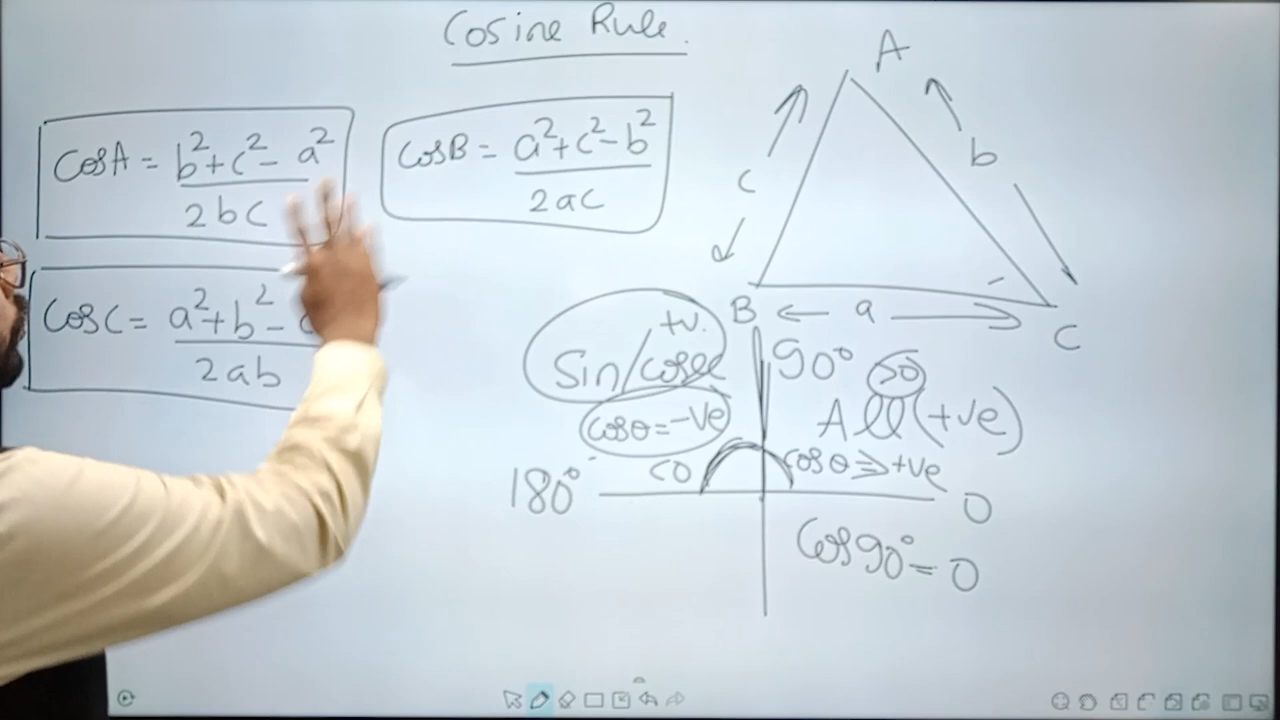 Cosine Rule.
CosA = b²+c²-a² / 2bc
CosB = a²+c²-b² / 2ac
CosC = a²+b²- / 2ab
A
B
C
c
b
a
+v.
Sin/cosec
cosθ=-ve
<0
90°
>0
All (+ve)
cosθ⇒+ve
180°
0
Cos90°=0